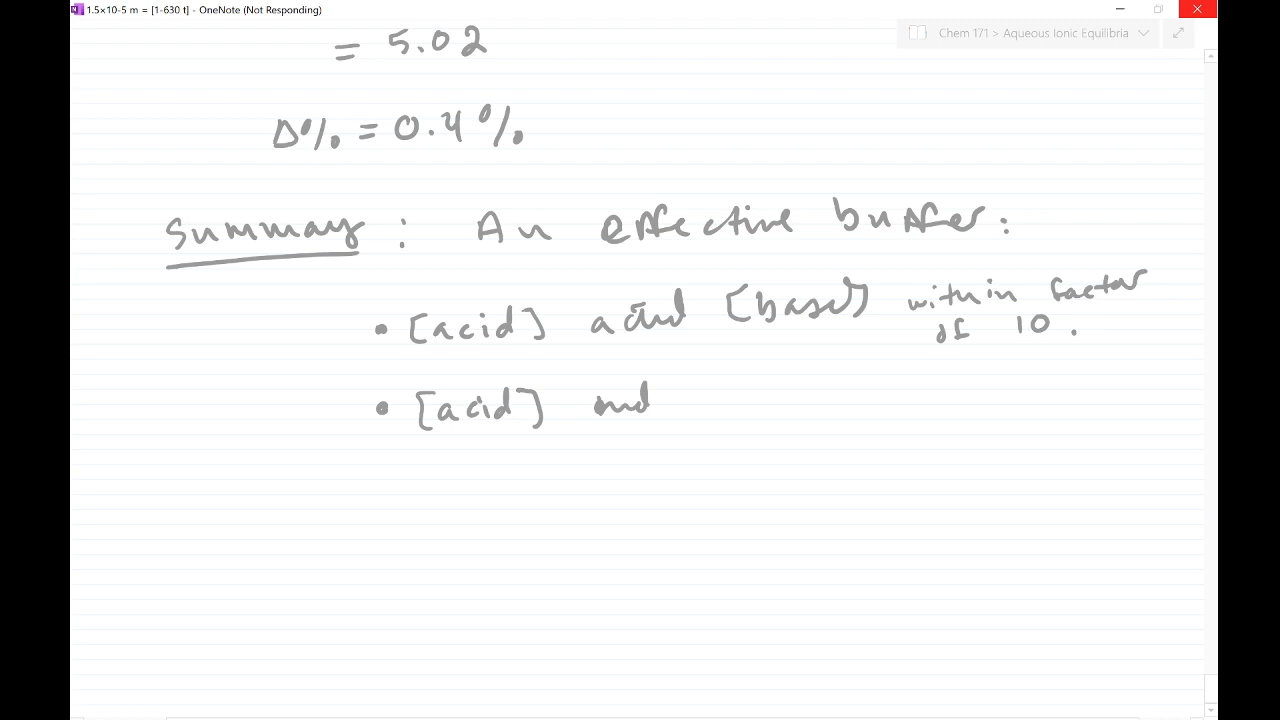 1.5×10-5 m = [1-630 t] - OneNote (Not Responding)
Chem 171 > Aqueous Ionic Equilibria
= 5.02
Δ% = 0.4%
Summay : An effective buffer:
• [acid] and [base] within factor
of 10.
• [acid] and